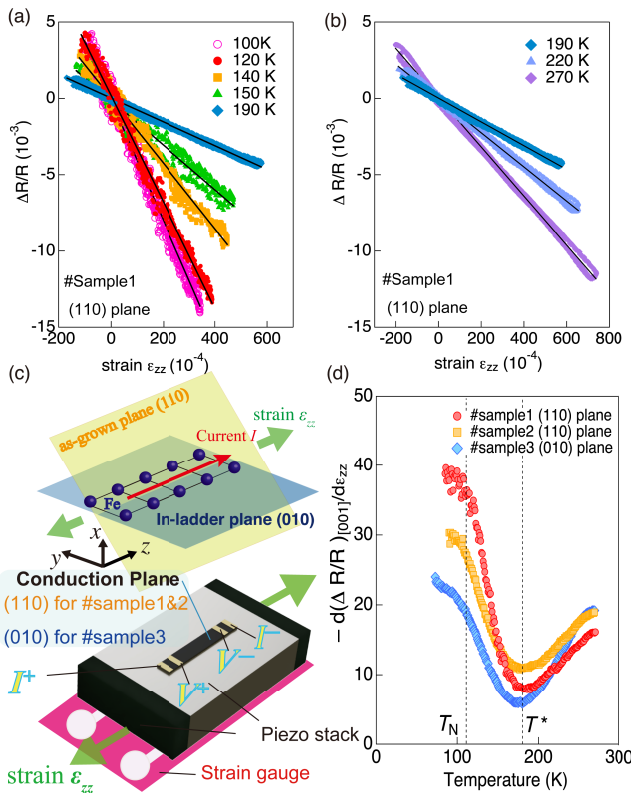 (a)
5
0
-5
-10
-15
ΔR/R (10⁻³)
100K
120 K
140 K
150 K
190 K
#Sample1
(110) plane
-200
0
200
400
600
strain εzz (10⁻⁴)
(b)
5
0
-5
-10
-15
Δ R/R (10⁻³)
190 K
220 K
270 K
#Sample1
(110) plane
-200
0
200
400
600
800
strain εzz (10⁻⁴)
(c)
as-grown plane (110)
strain εzz
Current I
Fe
In-ladder plane (010)
x
y
z
Conduction Plane
(110) for #sample1&2
(010) for #sample3
I⁺
V⁺
V⁻
I⁻
Piezo stack
strain εzz
Strain gauge
(d)
50
40
30
20
10
0
− d(Δ R/R )[001]/dεzz
#sample1 (110) plane
#sample2 (110) plane
#sample3 (010) plane
TN
T*
0
100
200
300
Temperature (K)